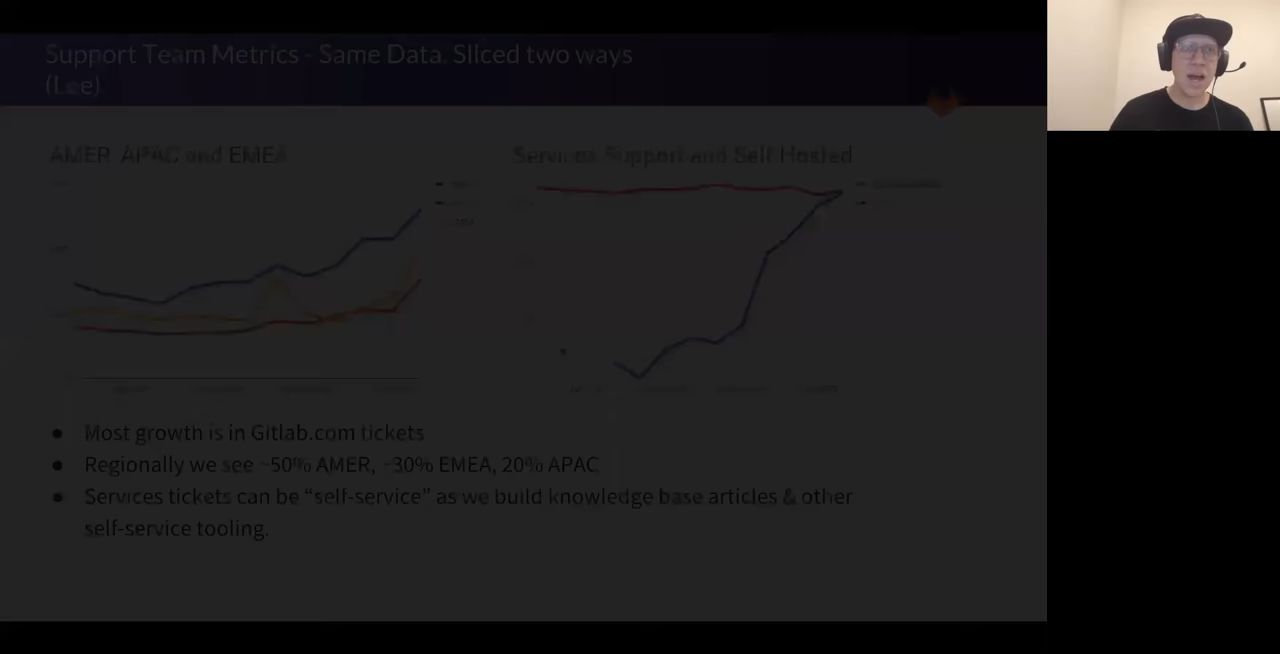 Support Team Metrics - Same Data. SlIced two ways
(Lee)
AMER, APAC and EMEA
Services Support and Self Hosted
● Most growth is in Gitlab.com tickets
● Regionally we see ~50% AMER, ~30% EMEA, 20% APAC
● Services tickets can be “self-service” as we build knowledge base articles & other
self-service tooling.